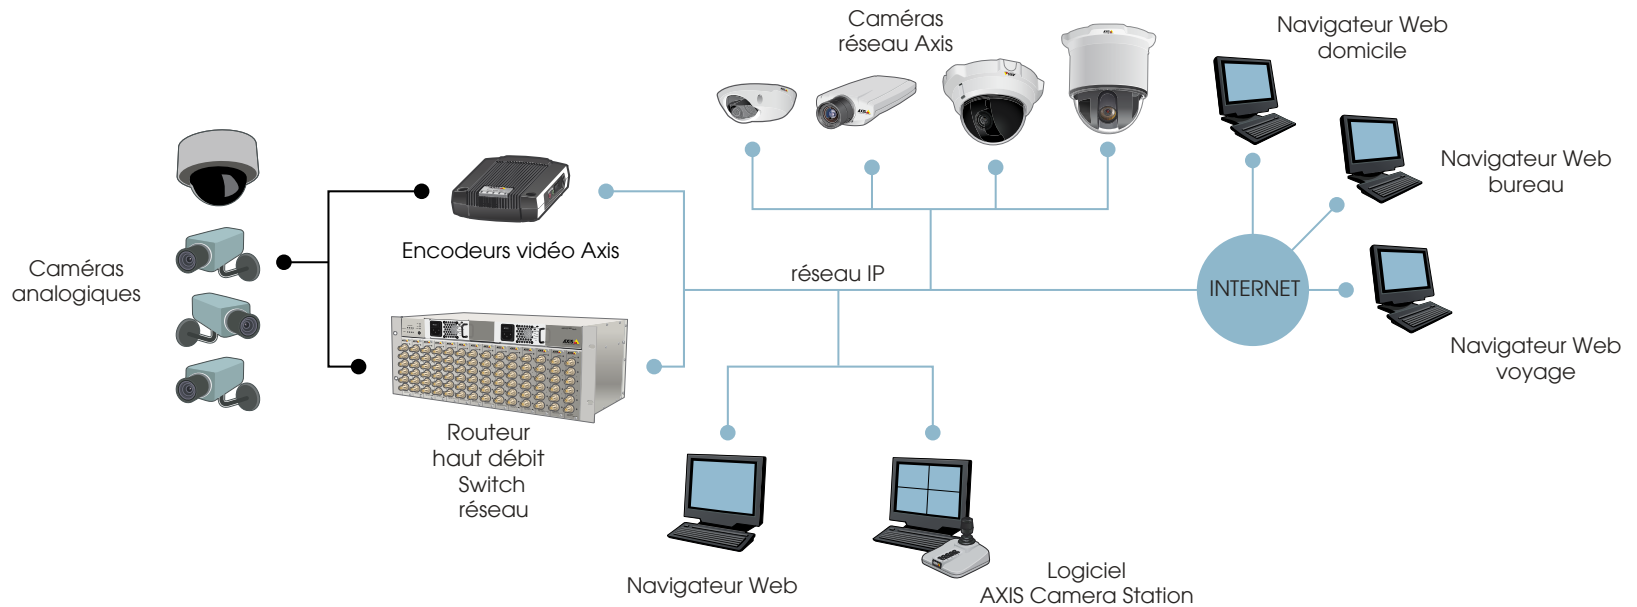 Caméras
réseau Axis
Navigateur Web
domicile
Navigateur Web
bureau
Encodeurs vidéo Axis
Caméras
analogiques
réseau IP
INTERNET
Navigateur Web
voyage
AXIS
Routeur
haut débit
Switch
réseau
Navigateur Web
Logiciel
AXIS Camera Station